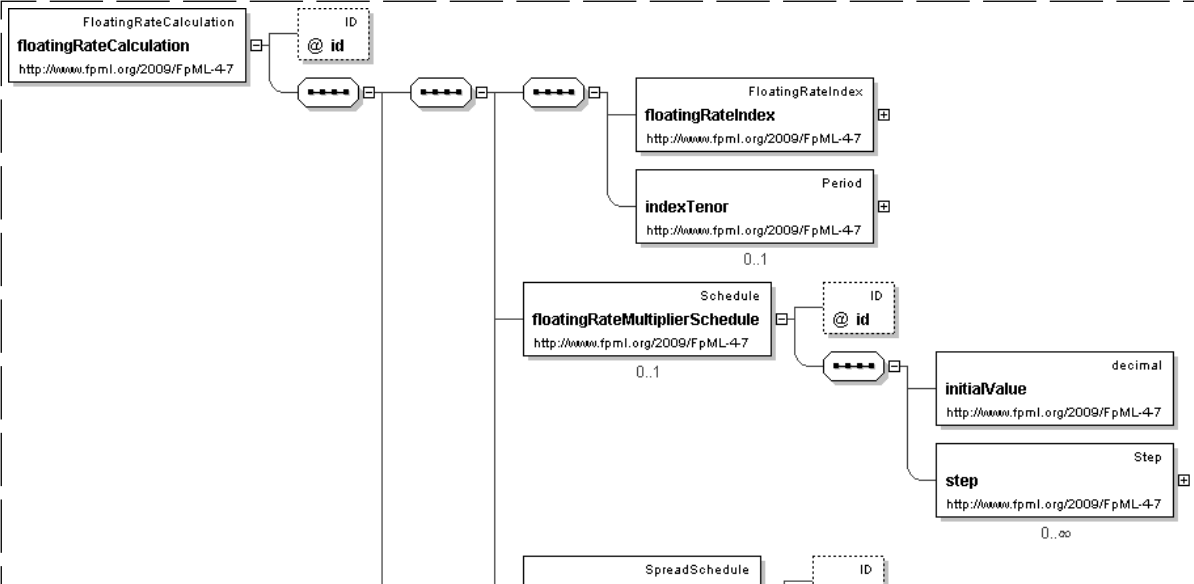 FloatingRateCalculation
floatingRateCalculation
http://www.fpml.org/2009/FpML-4-7
ID
@ id
FloatingRateIndex
floatingRateIndex
http://www.fpml.org/2009/FpML-4-7
Period
indexTenor
http://www.fpml.org/2009/FpML-4-7
0..1
Schedule
floatingRateMultiplierSchedule
http://www.fpml.org/2009/FpML-4-7
0..1
ID
@ id
decimal
initialValue
http://www.fpml.org/2009/FpML-4-7
Step
step
http://www.fpml.org/2009/FpML-4-7
0..∞
SpreadSchedule
ID